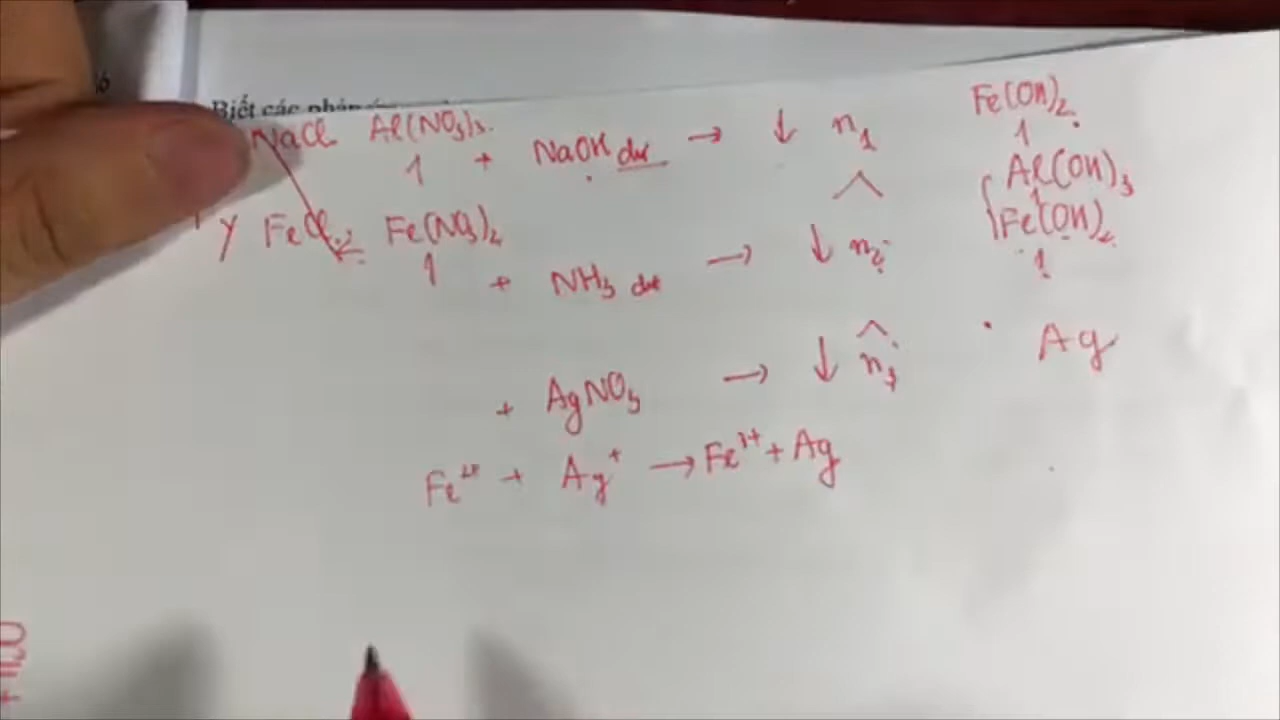 Biết các phản
NaCl Al(NO3)3
1 + NaOH dư → ↓ n1 Fe(OH)2
1
^ Al(OH)3
1
Y FeCl2 Fe(NO3)2 → ↓ n2 Fe(OH)2
1 + NH3 dư 1
^
+ AgNO3 → ↓ n3 Ag
Fe2+ + Ag+ → Fe3+ + Ag